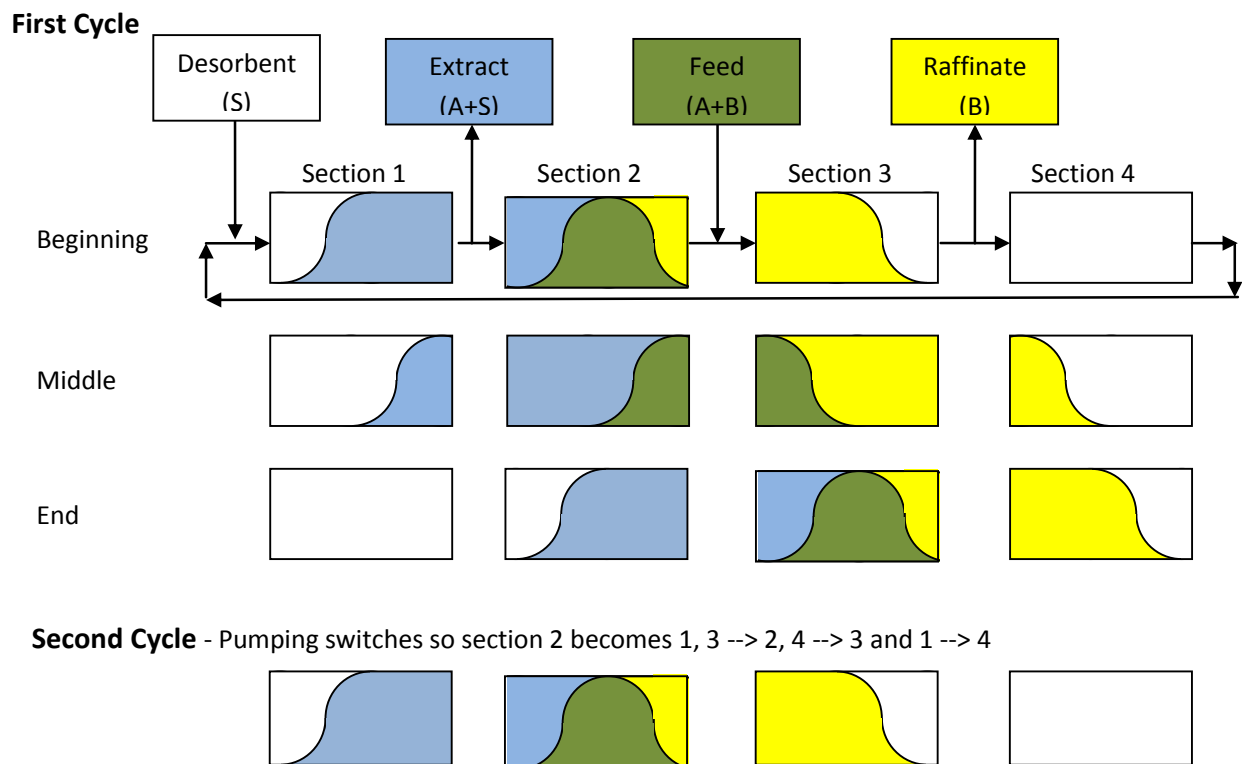 First Cycle
Desorbent
(S)
Extract
(A+S)
Feed
(A+B)
Raffinate
(B)
Section 1
Section 2
Section 3
Section 4
Beginning
Middle
End
Second Cycle - Pumping switches so section 2 becomes 1, 3 --> 2, 4 --> 3 and 1 --> 4